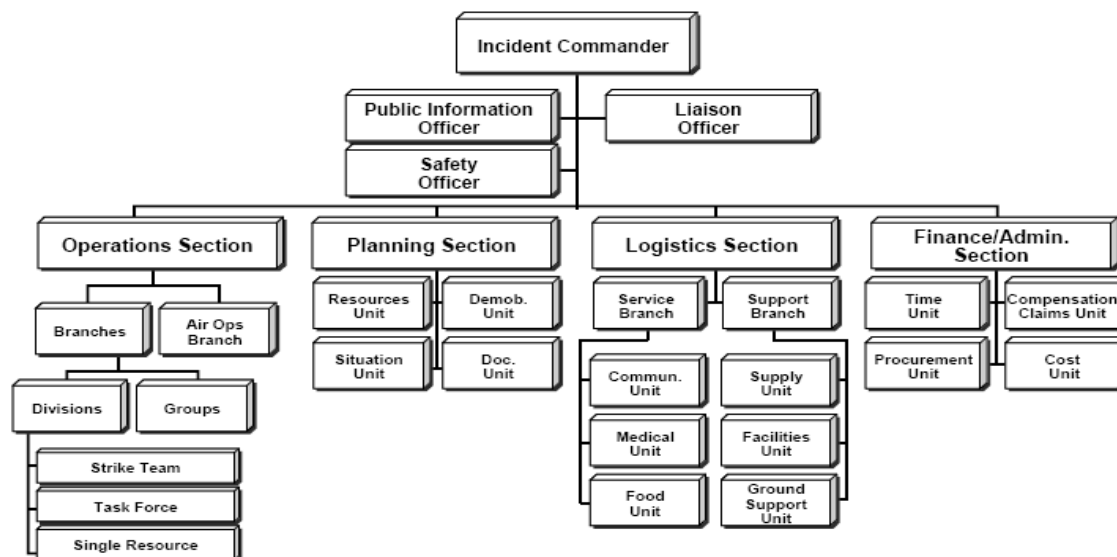 Incident Commander
Public Information
Officer
Liaison
Officer
Safety
Officer
Operations Section
Planning Section
Logistics Section
Finance/Admin.
Section
Branches
Air Ops
Branch
Divisions
Groups
Strike Team
Task Force
Single Resource
Resources
Unit
Demob.
Unit
Situation
Unit
Doc.
Unit
Service
Branch
Support
Branch
Commun.
Unit
Supply
Unit
Medical
Unit
Facilities
Unit
Food
Unit
Ground
Support
Unit
Time
Unit
Compensation
Claims Unit
Procurement
Unit
Cost
Unit